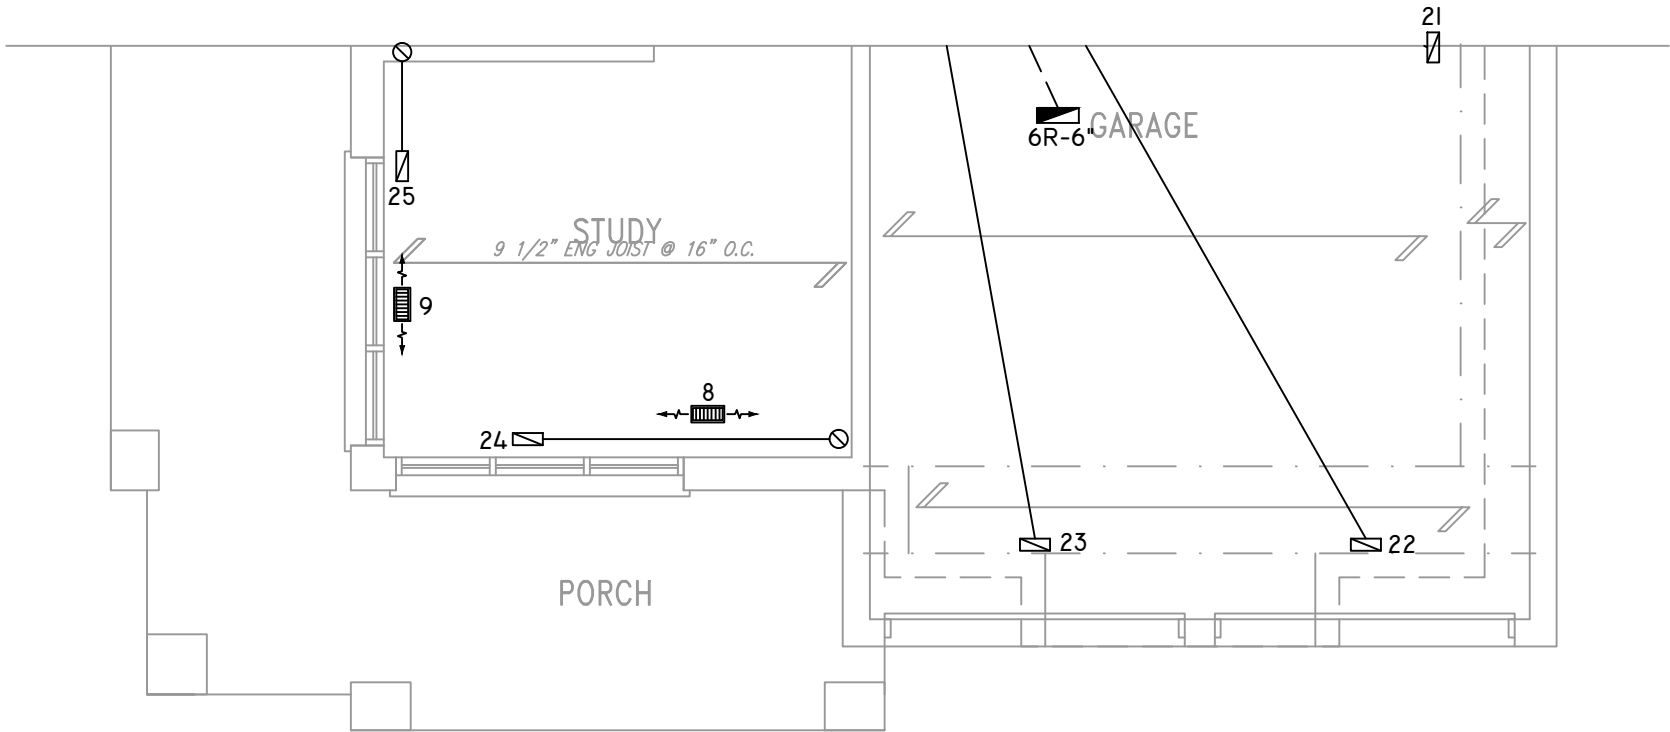 21
6R-6"
GARAGE
25
STUDY
9 1/2" ENG JOIST @ 16" O.C.
9
8
24
23
22
PORCH